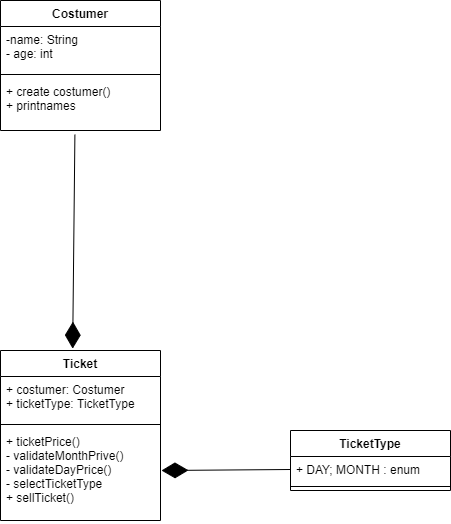 Costumer
-name: String
- age: int
+ create costumer()
+ printnames
Ticket
+ costumer: Costumer
+ ticketType: TicketType
+ ticketPrice()
- validateMonthPrive()
- validateDayPrice()
- selectTicketType
+ sellTicket()
TicketType
+ DAY; MONTH : enum